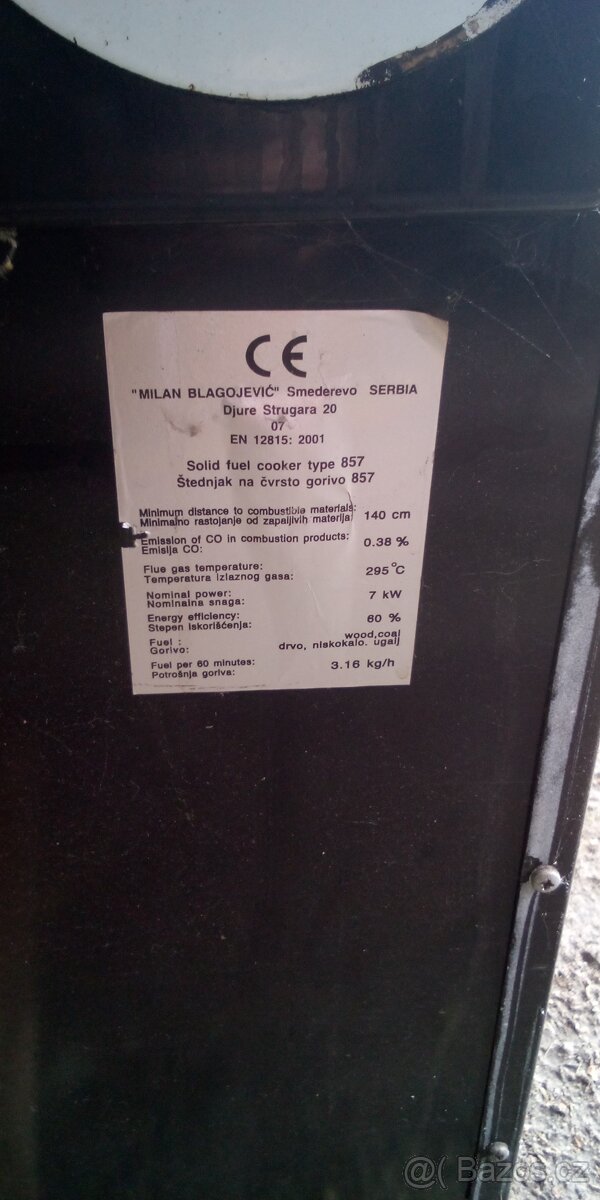 CE
"MILAN BLAGOJEVIĆ" Smederevo SERBIA
Djure Strugara 20
07
EN 12815: 2001
Solid fuel cooker type 857
Štednjak na čvrsto gorivo 857
Minimum distance to combustible materials:
Minimalno rastojanje od zapaljivih materija: 140 cm
Emission of CO in combustion products:
Emisija CO: 0.38 %
Flue gas temperature:
Temperatura izlaznog gasa: 295°C
Nominal power:
Nominalna snaga: 7 kW
Energy efficiency:
Stepen iskorišćenja: 60 %
Fuel : wood,coal
Gorivo: drvo, niskokalo. ugalj
Fuel per 60 minutes:
Potrošnja goriva: 3.16 kg/h
@( Bazos.cz